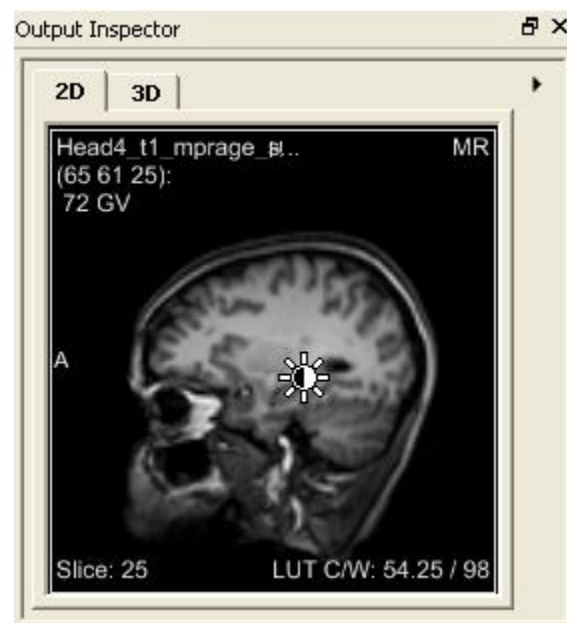 Output Inspector
2D 3D
Head4_t1_mprage_ ... MR
(65 61 25):
72 GV
A
Slice: 25 LUT C/W: 54.25 / 98